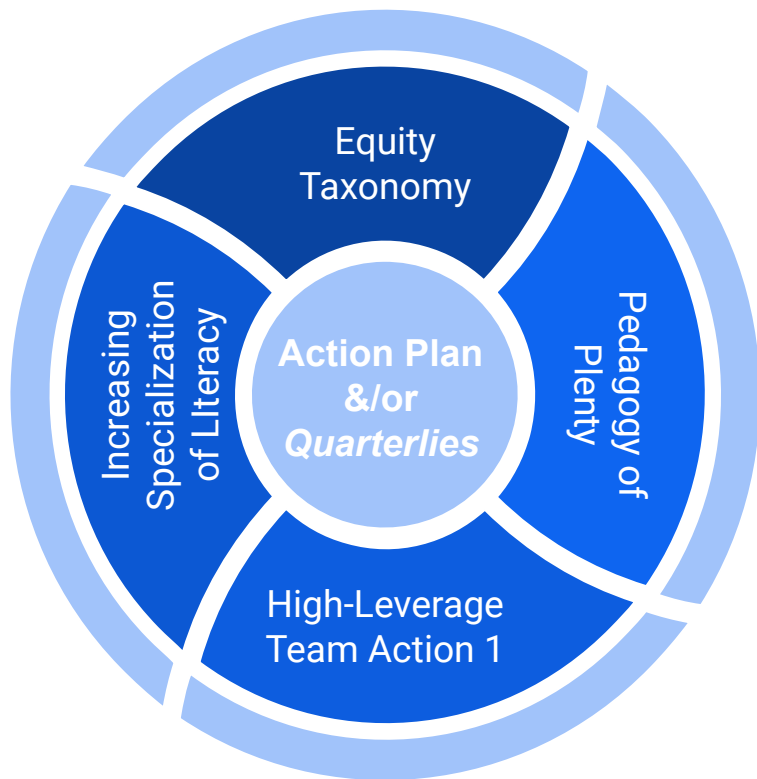 Equity
Taxonomy
Pedagogy of
Plenty
High-Leverage
Team Action 1
Increasing
Specialization
of LIteracy
Action Plan
&/or
Quarterlies